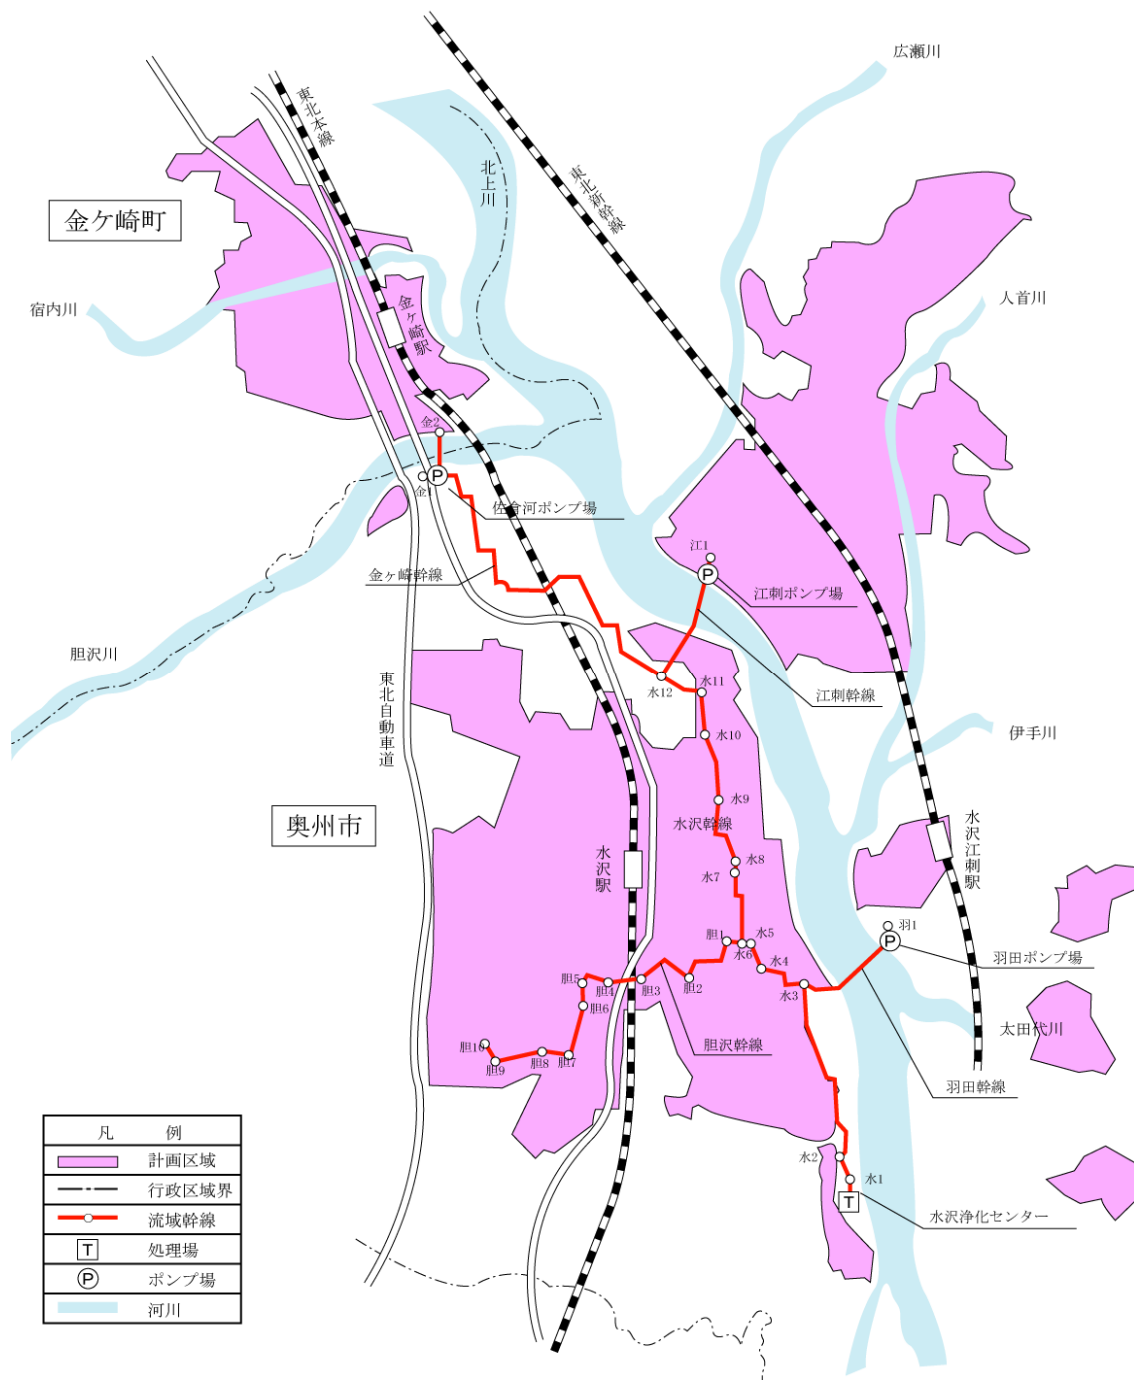 広瀬川
東北本線
北上川
東北新幹線
金ケ崎町
人首川
宿内川
金ヶ崎駅
金2
金1
佐倉河ポンプ場
江1
金ヶ崎幹線
江刺ポンプ場
胆沢川
東北自動車道
水12
水11
江刺幹線
水10
伊手川
水9
奥州市
水沢幹線
水沢江刺駅
水沢駅
水8
水7
羽1
胆1
水5
水6
羽田ポンプ場
水4
胆5
胆4
胆3
胆2
水3
胆6
太田代川
胆10
胆9
胆8
胆7
胆沢幹線
羽田幹線
凡 例
計画区域
行政区域界
流域幹線
T
処理場
P
ポンプ場
河川
水2
水1
T
水沢浄化センター
P
P
P